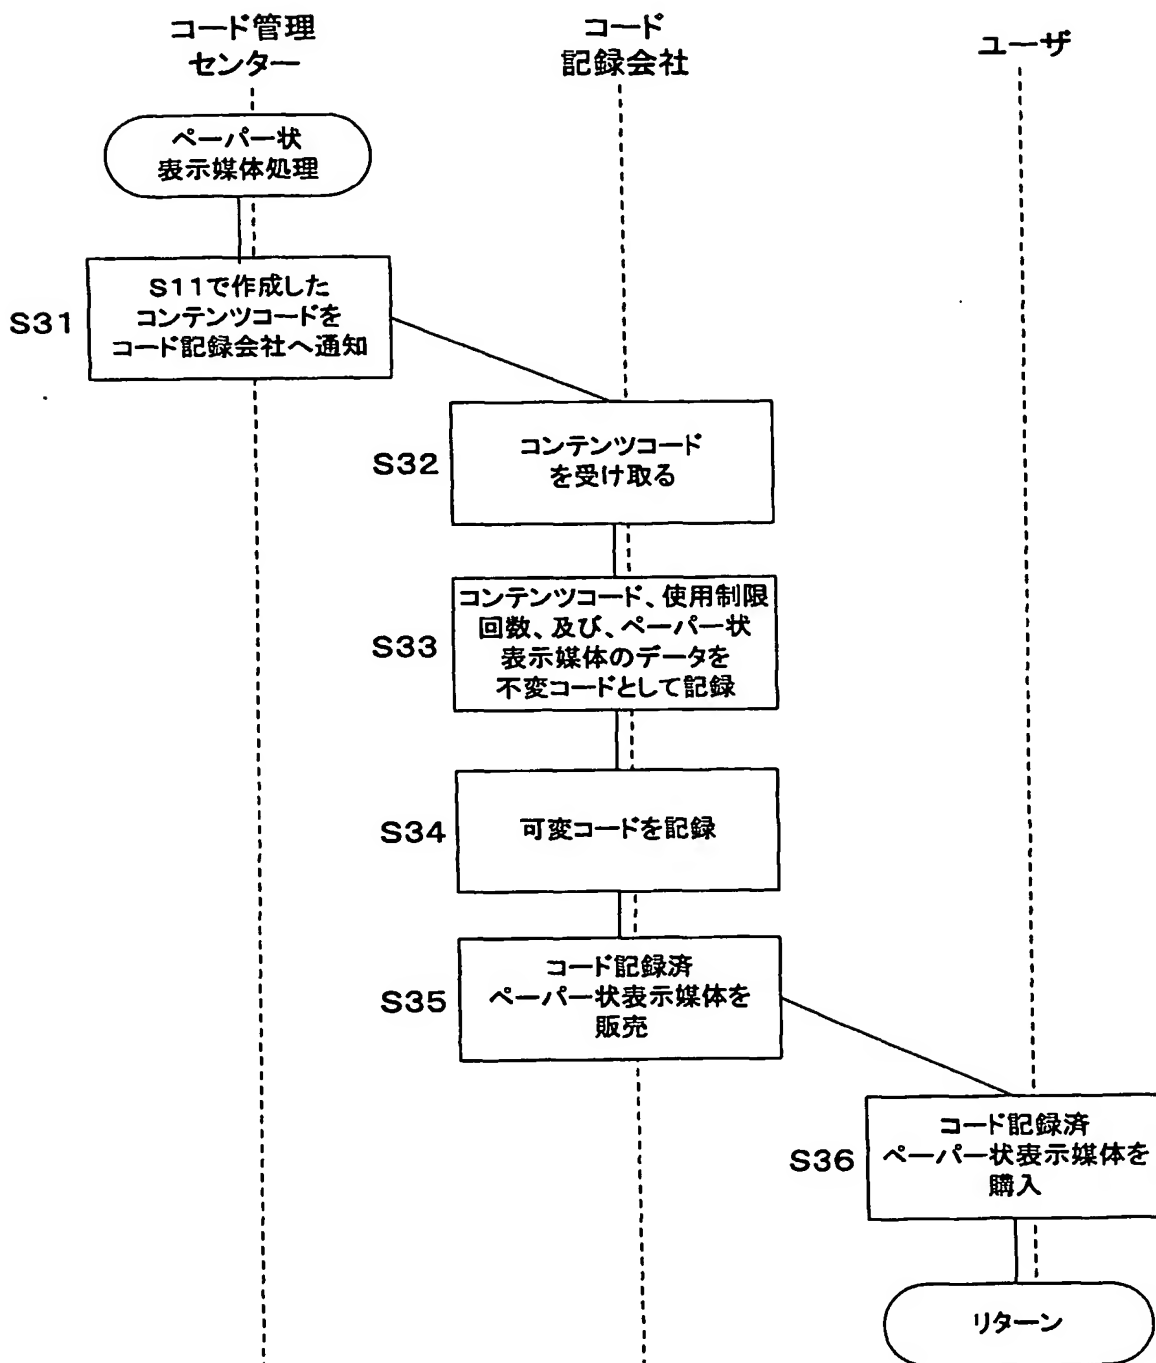 コード管理
センター
コード
記録会社
ユーザ
ペーパー状
表示媒体処理
S31
S11で作成した
コンテンツコードを
コード記録会社へ通知
S32
コンテンツコード
を受け取る
S33
コンテンツコード、使用制限
回数、及び、ペーパー状
表示媒体のデータを
不変コードとして記録
S34
可変コードを記録
S35
コード記録済
ペーパー状表示媒体を
販売
S36
コード記録済
ペーパー状表示媒体を
購入
リターン